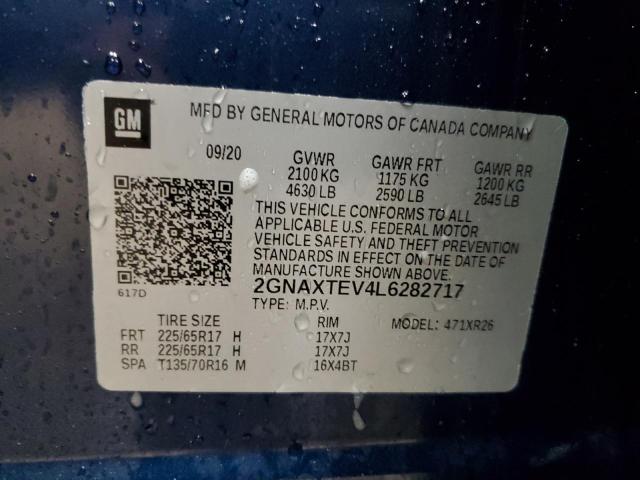 GM
MFD BY GENERAL MOTORS OF CANADA COMPANY
09/20 GVWR GAWR FRT GAWR RR
2100 KG 1175 KG 1200 KG
4630 LB 2590 LB 2645 LB
THIS VEHICLE CONFORMS TO ALL
APPLICABLE U.S. FEDERAL MOTOR
VEHICLE SAFETY AND THEFT PREVENTION
STANDARDS IN EFFECT ON THE DATE OF
MANUFACTURE SHOWN ABOVE.
617D
2GNAXTEV4L6282717
TYPE: M.P.V.
TIRE SIZE RIM MODEL: 471XR26
FRT 225/65R17 H 17X7J
RR 225/65R17 H 17X7J
SPA T135/70R16 M 16X4BT